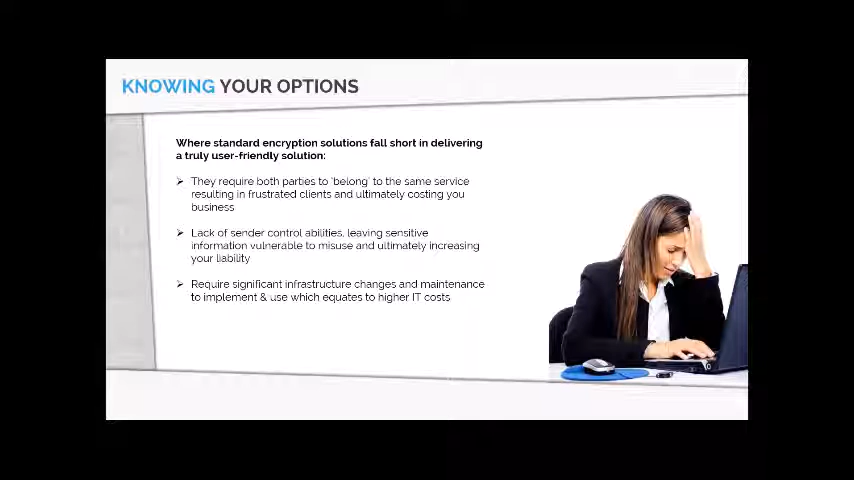 KNOWING YOUR OPTIONS
Where standard encryption solutions fall short in delivering
a truly user-friendly solution:
➢ They require both parties to 'belong' to the same service
resulting in frustrated clients and ultimately costing you
business
➢ Lack of sender control abilities, leaving sensitive
information vulnerable to misuse and ultimately increasing
your liability
➢ Require significant infrastructure changes and maintenance
to implement & use which equates to higher IT costs